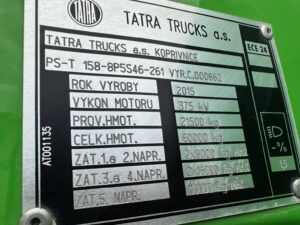 TATRA
TATRA TRUCKS a.s.
TATRA TRUCKS a.s. KOPŘIVNICE
ECE 24
PS-T 158-8P5S46·261 VYR.Č.000662
ROK VÝROBY 2015
VÝKON MOTORU 375 kW
PROV.HMOT. 21500 kg
CELK.HMOT. 60000 kg
ZAT.1.a 2.NÁPR. 2x9000 kg
ZAT.3.a 4.NÁPR.
ZAT.5. NÁPR.
1,5
AT001135